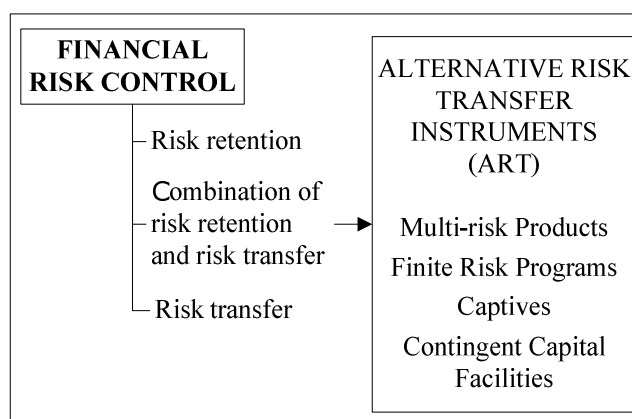 FINANCIAL
RISK CONTROL
Risk retention
Combination of
risk retention
and risk transfer
Risk transfer
ALTERNATIVE RISK
TRANSFER
INSTRUMENTS
(ART)
Multi-risk Products
Finite Risk Programs
Captives
Contingent Capital
Facilities